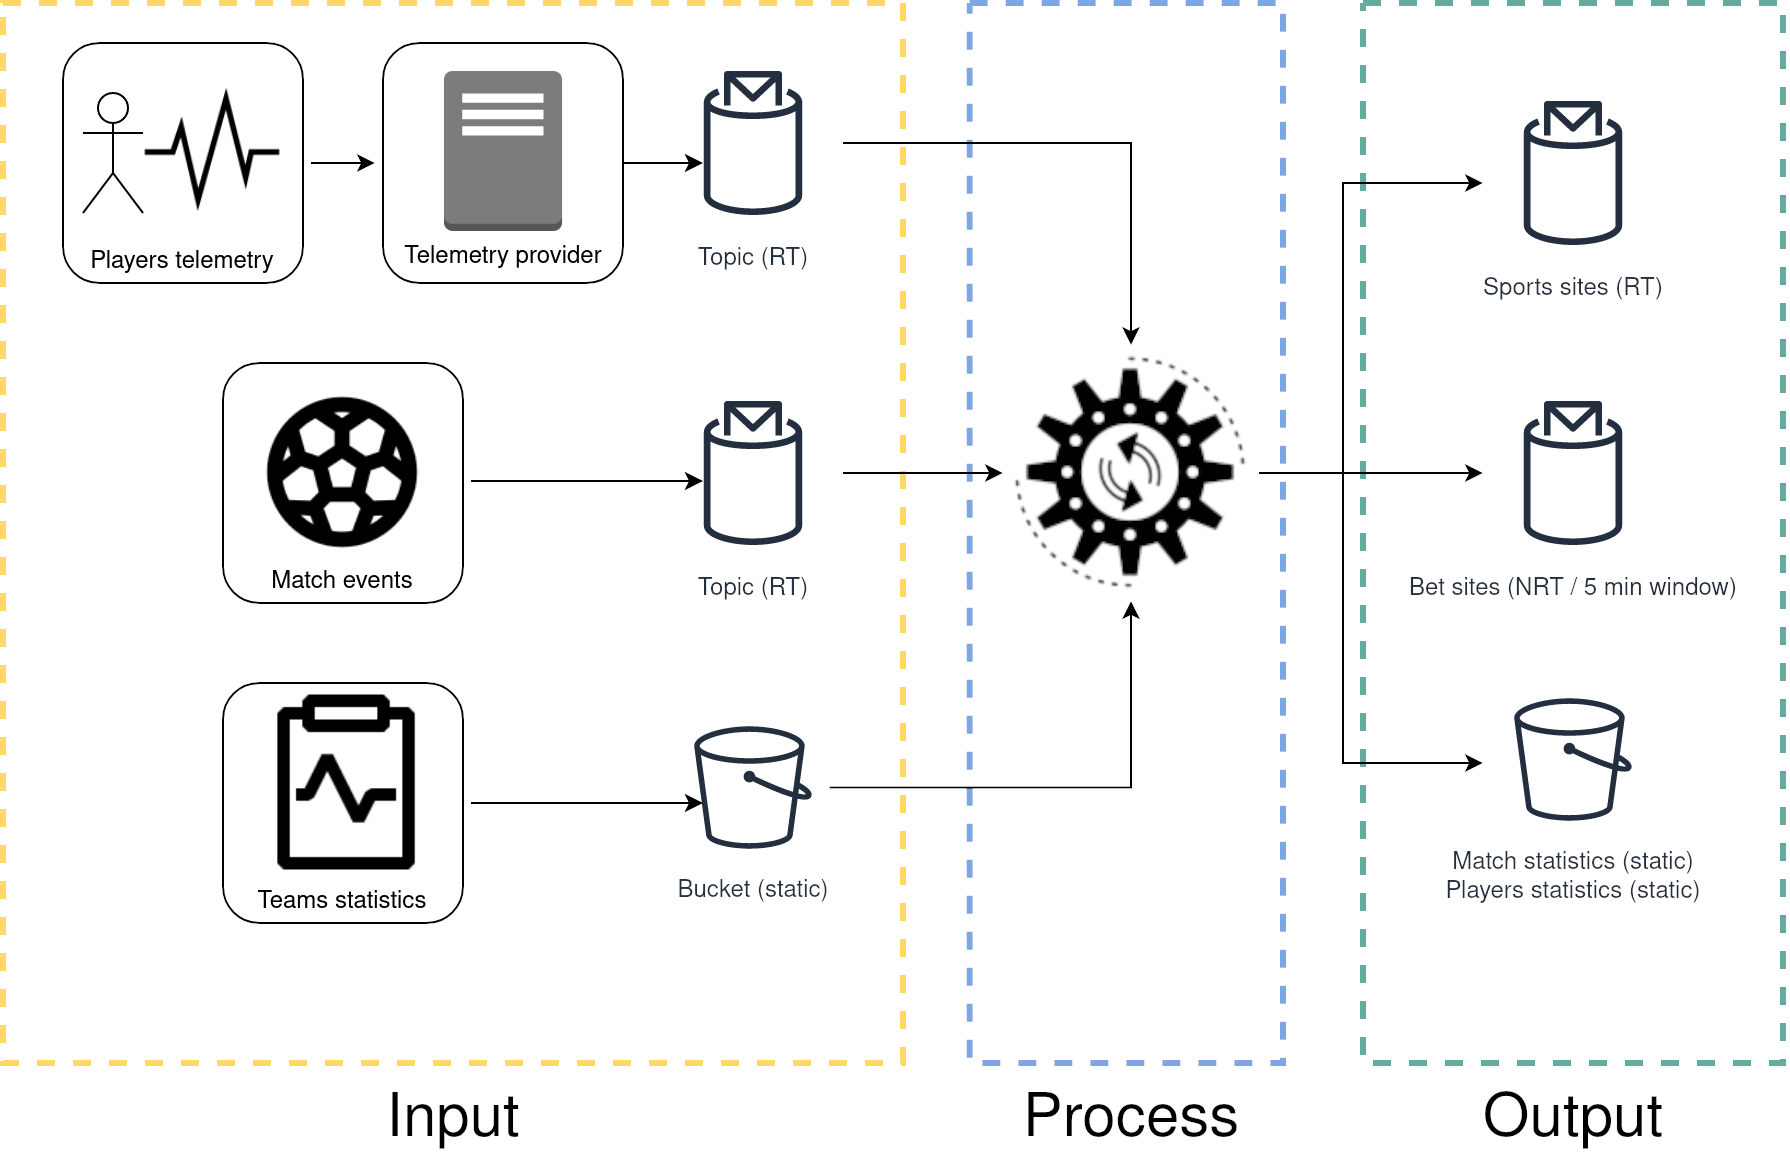 Players telemetry
Telemetry provider
Topic (RT)
Sports sites (RT)
Match events
Topic (RT)
Bet sites (NRT / 5 min window)
Teams statistics
Bucket (static)
Match statistics (static)
Players statistics (static)
Input
Process
Output